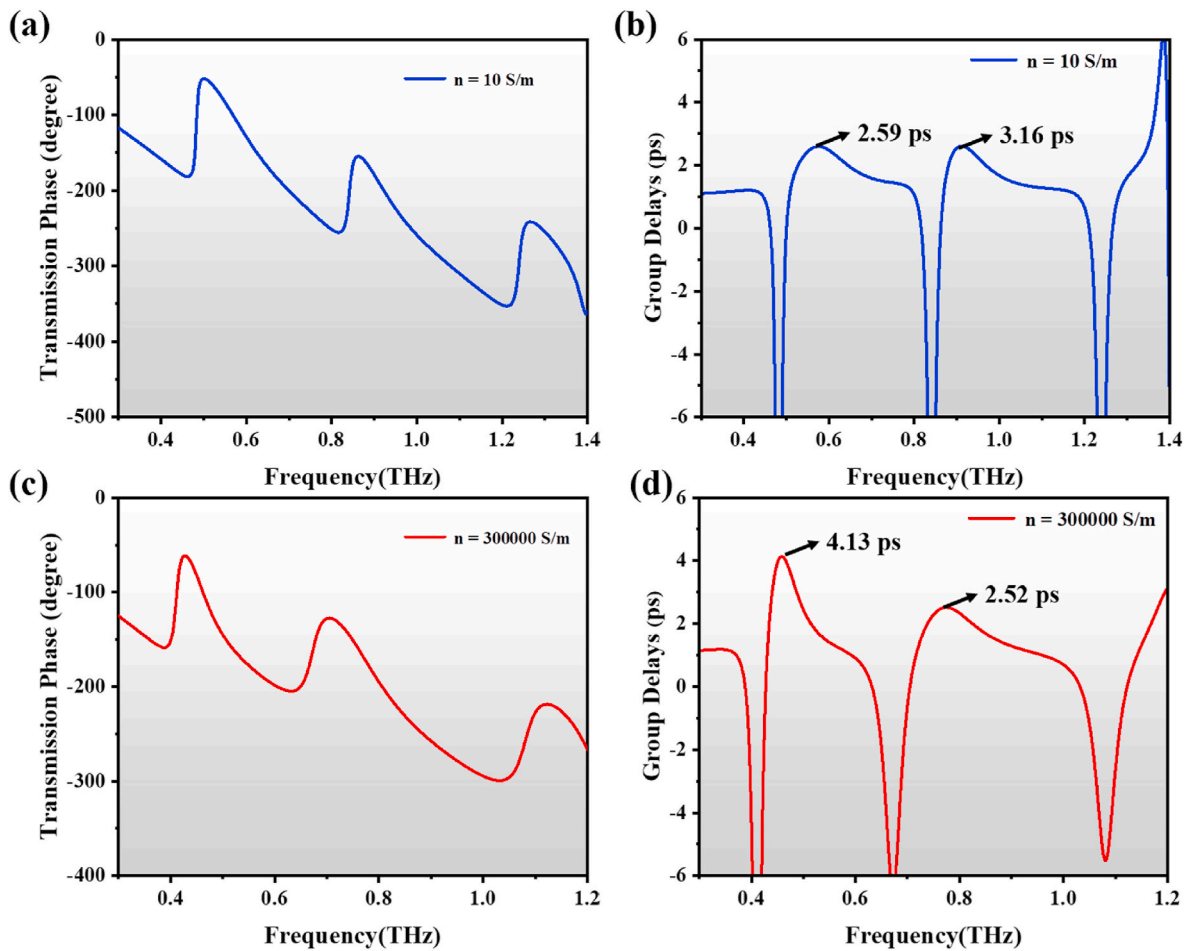 (a)
Transmission Phase (degree)
0
-100
-200
-300
-400
-500
n = 10 S/m
0.4 0.6 0.8 1.0 1.2 1.4
Frequency(THz)
(b)
Group Delays (ps)
6
4
2
0
-2
-4
-6
n = 10 S/m
2.59 ps
3.16 ps
0.4 0.6 0.8 1.0 1.2 1.4
Frequency(THz)
(c)
Transmission Phase (degree)
0
-100
-200
-300
-400
n = 300000 S/m
0.4 0.6 0.8 1.0 1.2
Frequency(THz)
(d)
Group Delays (ps)
6
4
2
0
-2
-4
-6
n = 300000 S/m
4.13 ps
2.52 ps
0.4 0.6 0.8 1.0 1.2
Frequency(THz)